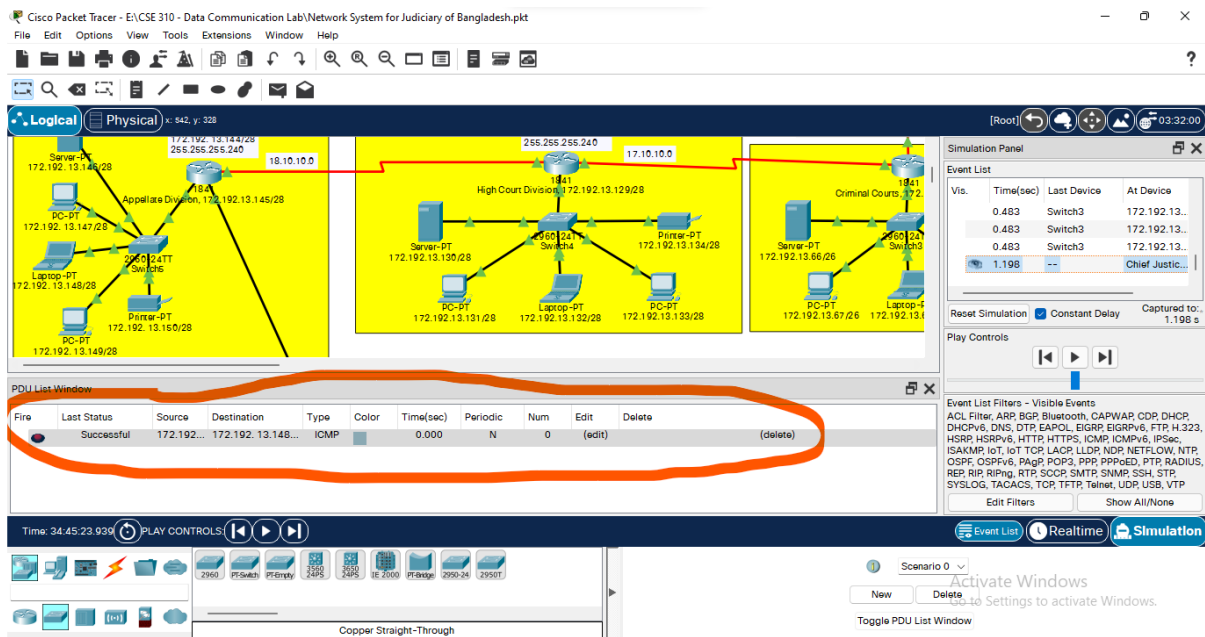 Cisco Packet Tracer - E:\CSE 310 - Data Communication Lab\Network System for Judiciary of Bangladesh.pkt
File Edit Options View Tools Extensions Window Help
?
Logical Physical x: 542, y: 328
[Root] 03:32:00
172.192.13.144/28
255.255.255.240
Server-PT
172.192.13.146/28
18.10.10.0
1841
Appellate Division, 172.192.13.145/28
PC-PT
172.192.13.147/28
2960-24TT
Switch5
Laptop-PT
172.192.13.148/28
Printer-PT
172.192.13.150/28
PC-PT
172.192.13.149/28
255.255.255.240
17.10.10.0
1841
High Court Division, 172.192.13.129/28
Server-PT
172.192.13.130/28
2960-24TT
Switch4
Printer-PT
172.192.13.134/28
PC-PT
172.192.13.131/28
Laptop-PT
172.192.13.132/28
PC-PT
172.192.13.133/28
1841
Criminal Courts, 172.
Server-PT
172.192.13.66/26
2960-24T
Switch3
PC-PT
172.192.13.67/26
Laptop-P
172.192.13.6
Simulation Panel
Event List
Vis. Time(sec) Last Device At Device
0.483 Switch3 172.192.13...
0.483 Switch3 172.192.13...
0.483 Switch3 172.192.13...
1.198 -- Chief Justic...
Reset Simulation Constant Delay Captured to:
1.198 s
Play Controls
Event List Filters - Visible Events
ACL Filter, ARP, BGP, Bluetooth, CAPWAP, CDP, DHCP,
DHCPv6, DNS, DTP, EAPOL, EIGRP, EIGRPv6, FTP, H.323,
HSRP, HSRPv6, HTTP, HTTPS, ICMP, ICMPv6, IPSec,
ISAKMP, IoT, IoT TCP, LACP, LLDP, NDP, NETFLOW, NTP,
OSPF, OSPFv6, PAgP, POP3, PPP, PPPoED, PTP, RADIUS,
REP, RIP, RIPng, RTP, SCCP, SMTP, SNMP, SSH, STP,
SYSLOG, TACACS, TCP, TFTP, Telnet, UDP, USB, VTP
Edit Filters Show All/None
PDU List Window
Fire Last Status Source Destination Type Color Time(sec) Periodic Num Edit Delete
Successful 172.192... 172.192. 13.148... ICMP 0.000 N 0 (edit) (delete)
Time: 34:45:23.939 PLAY CONTROLS:
Event List Realtime Simulation
2960 PT-Switch PT-Empty 3560 24PS 3650 24PS IE 2000 PT-Bridge 2950-24 2950T
Copper Straight-Through
Scenario 0
New Delete
Toggle PDU List Window
Activate Windows
Go to Settings to activate Windows.